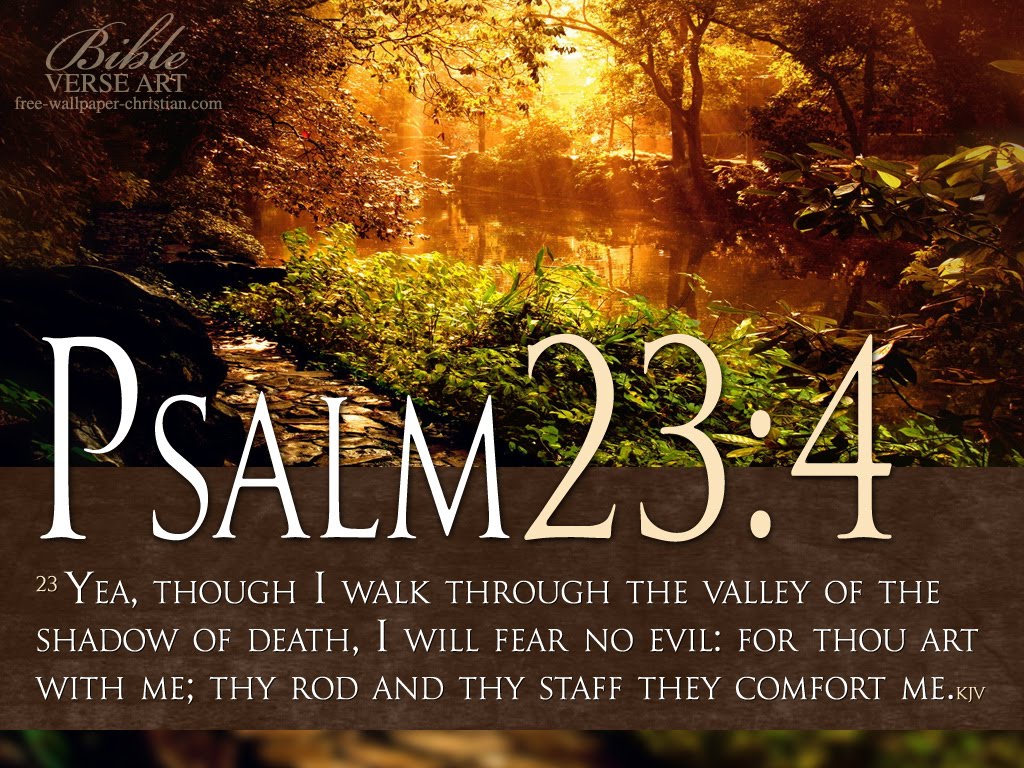 Bible
VERSE ART
free-wallpaper-christian.com
PSALM 23:4
23 YEA, THOUGH I WALK THROUGH THE VALLEY OF THE
SHADOW OF DEATH, I WILL FEAR NO EVIL: FOR THOU ART
WITH ME; THY ROD AND THY STAFF THEY COMFORT ME. KJV